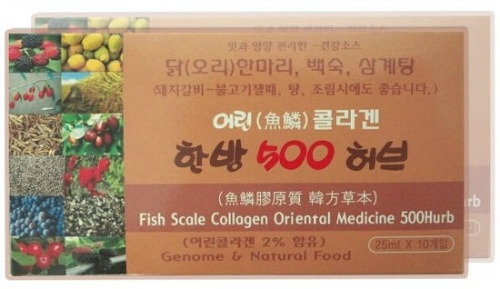 맛과 영양 편리한 - 건강소스
닭(오리)한마리, 백숙, 삼계탕
(돼지갈비-불고기잴때, 탕, 조림시에도 좋습니다.)
어린(魚鱗)콜라겐
한방 500 허브
(魚鱗膠原質 韓方草本)
Fish Scale Collagen Oriental Medicine 500Hurb
(어린콜라겐 2% 함유)
25ml X 10개입
Genome & Natural Food